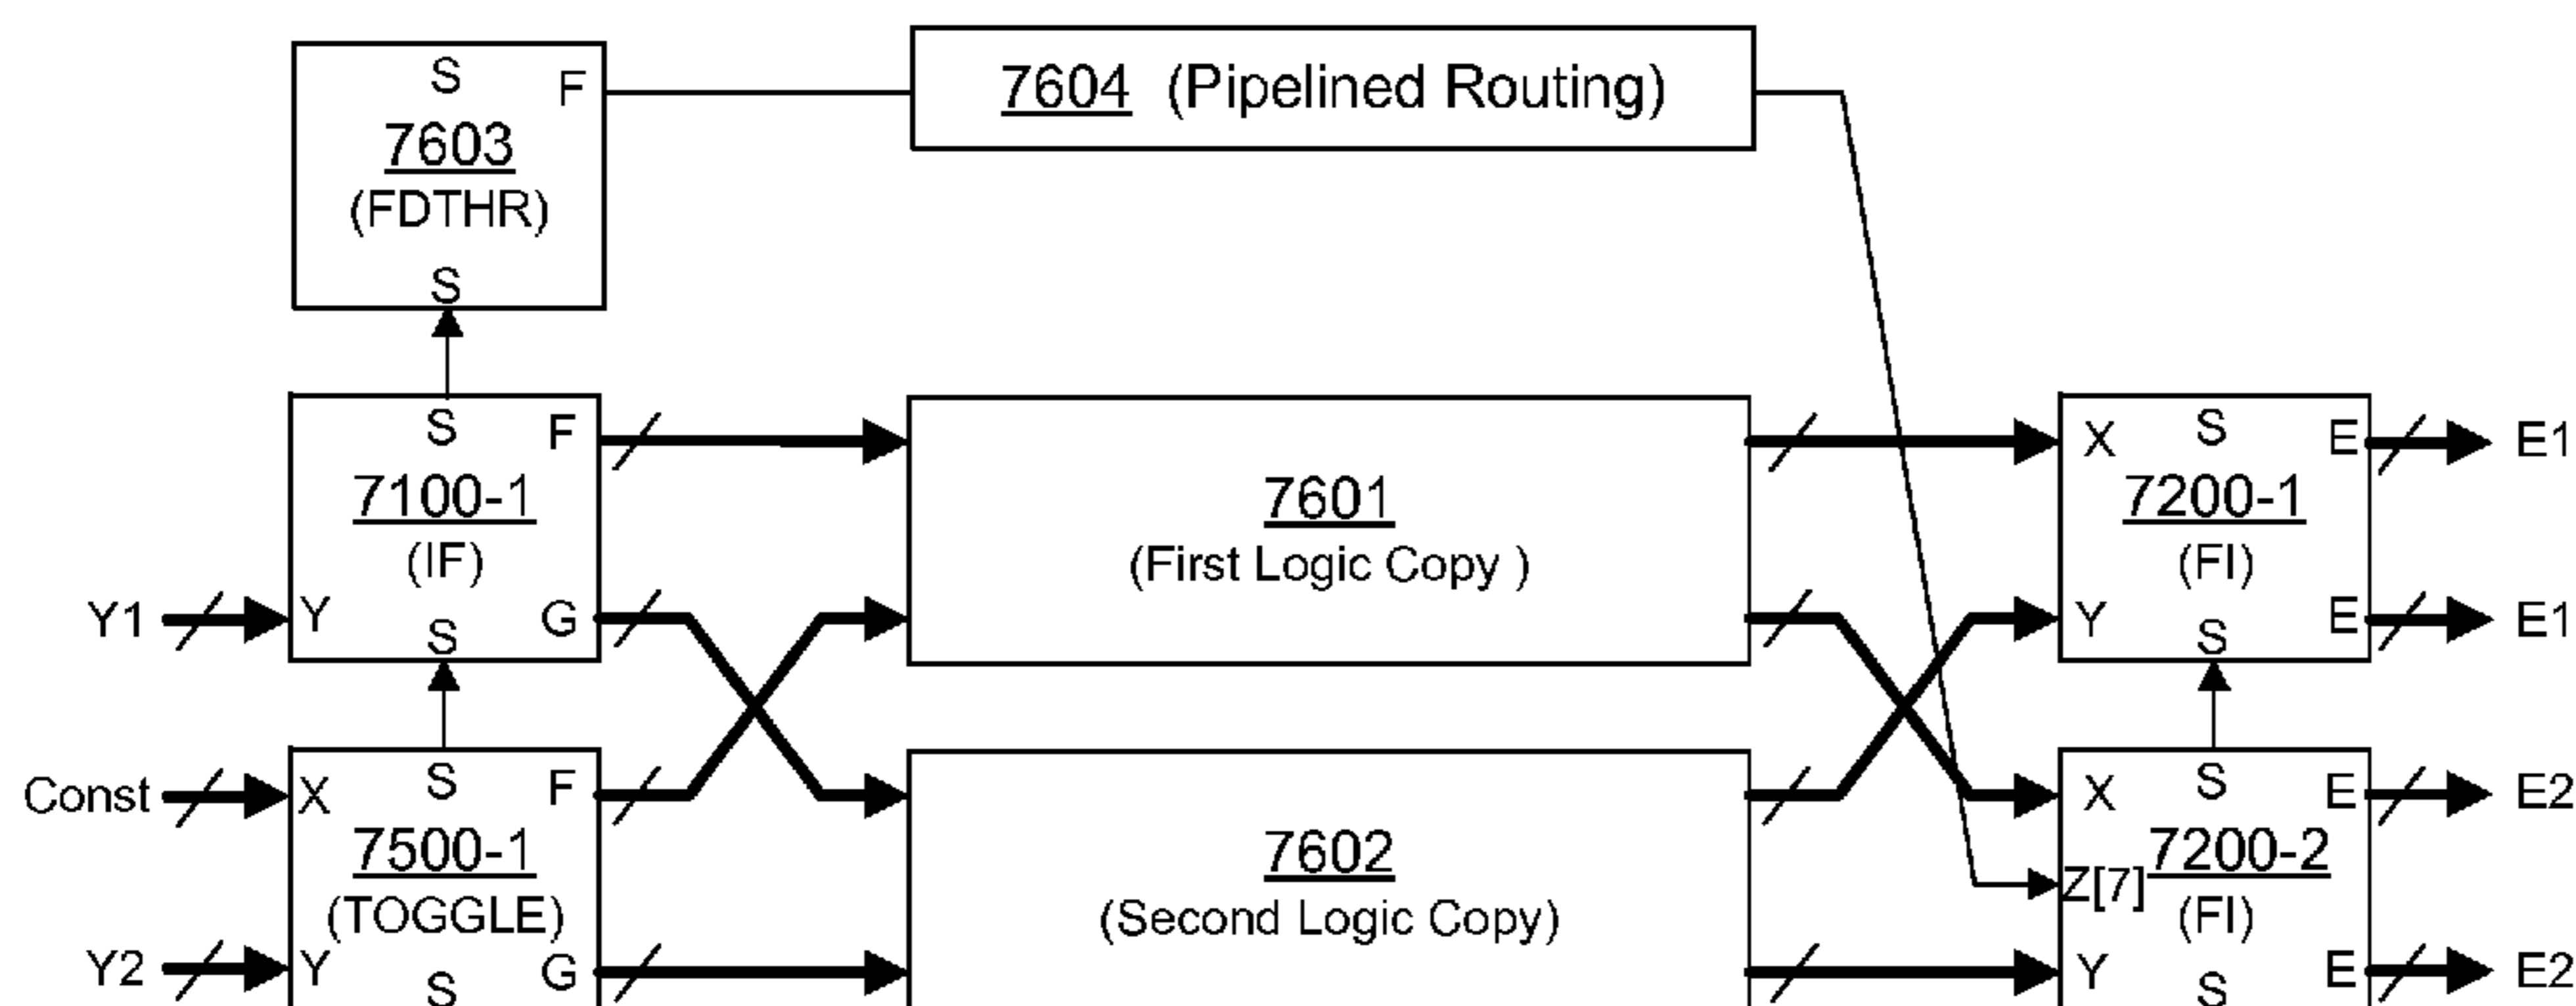 S
F
7603
(FDTHR)
S
7604 (Pipelined Routing)
S
F
7100-1
(IF)
Y1
Y
G
S
7601
(First Logic Copy )
X
S
E
E1
7200-1
(FI)
Y
E
E1
S
Const
X
S
F
7500-1
(TOGGLE)
Y2
Y
G
S
7602
(Second Logic Copy)
X
S
E
E2
7200-2
Z[7]
(FI)
Y
E
E2
S